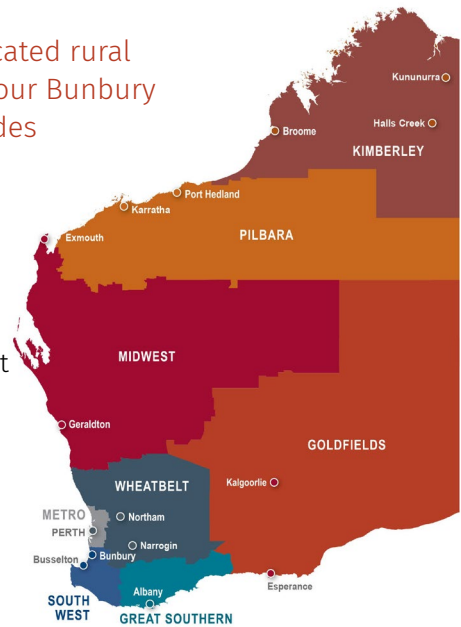 cated rural
our Bunbury
des
t
Kununurra
Halls Creek
Broome
KIMBERLEY
Port Hedland
Karratha
Exmouth
PILBARA
MIDWEST
Geraldton
GOLDFIELDS
Kalgoorlie
WHEATBELT
METRO
Northam
PERTH
Narrogin
Bunbury
Busselton
Albany
Esperance
SOUTH
WEST
GREAT SOUTHERN